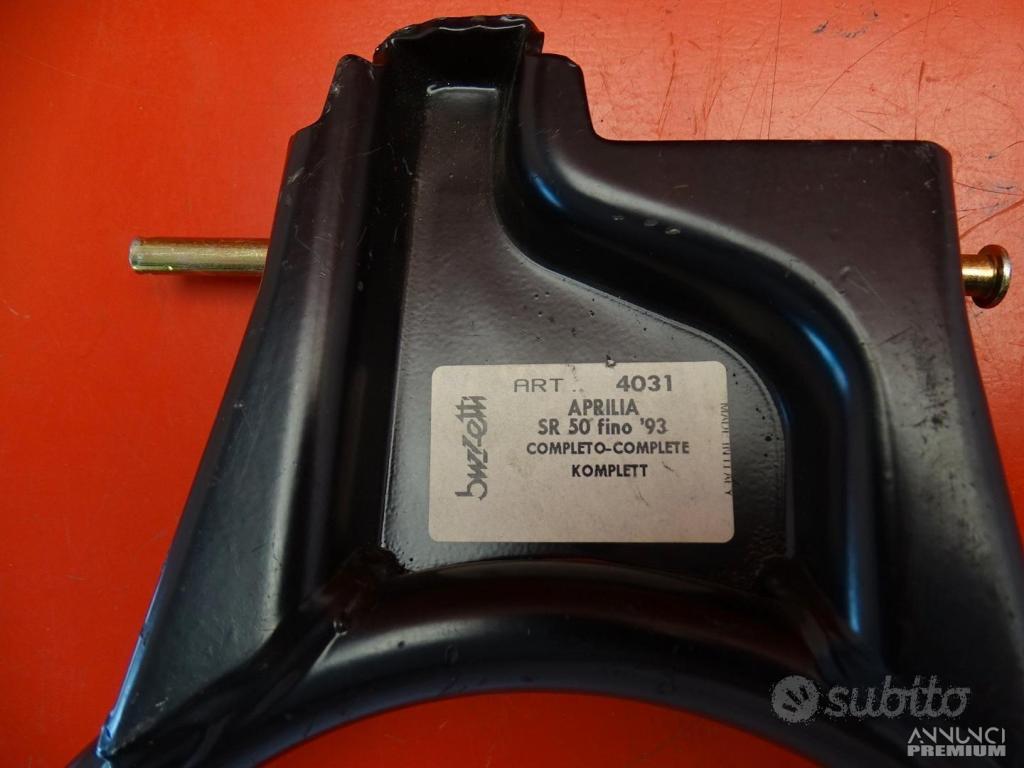 ART.. 4031
APRILIA
SR 50 fino '93
COMPLETO-COMPLETE
KOMPLETT
buzzetti
MADE IN ITALY
subito
ANNUNCI
PREMIUM